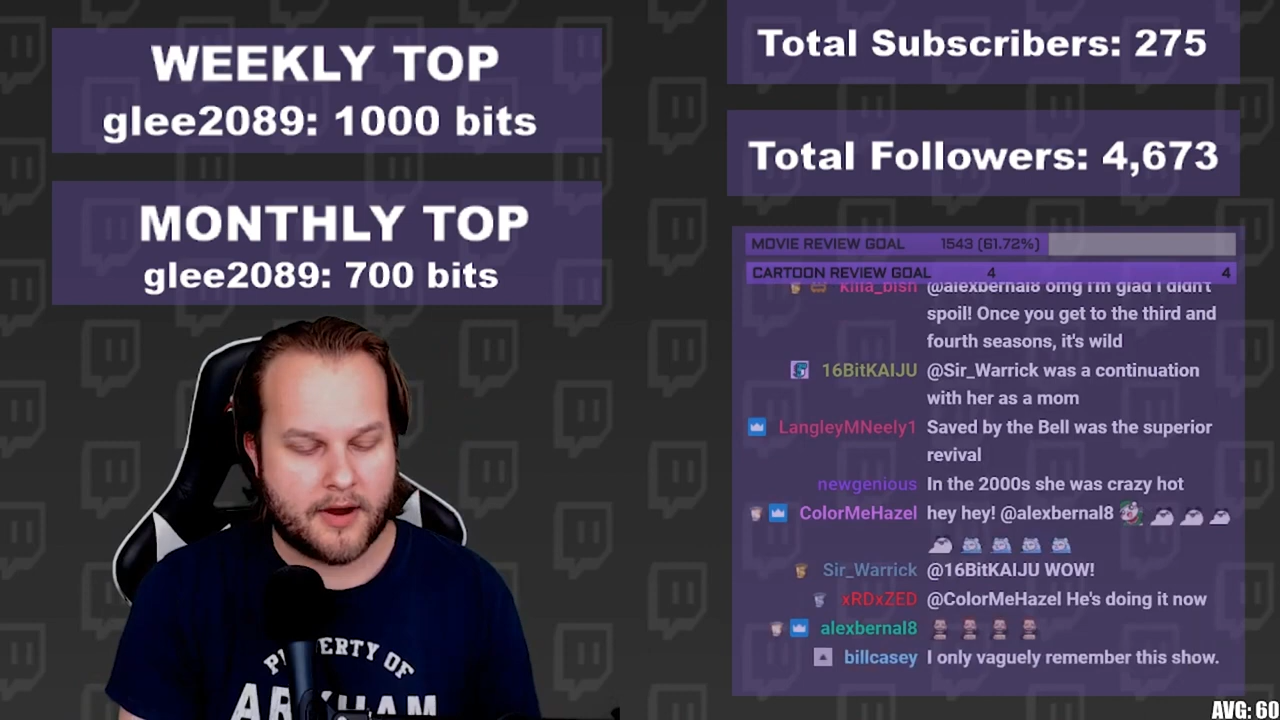 WEEKLY TOP
glee2089: 1000 bits
MONTHLY TOP
glee2089: 700 bits
Total Subscribers: 275
Total Followers: 4,673
MOVIE REVIEW GOAL 1543 (61.72%)
CARTOON REVIEW GOAL 4 4
killa_bish @alexbernal8 omg I'm glad I didn't
spoil! Once you get to the third and
fourth seasons, it's wild
16BitKAIJU @Sir_Warrick was a continuation
with her as a mom
LangleyMNeely1 Saved by the Bell was the superior
revival
newgenious In the 2000s she was crazy hot
ColorMeHazel hey hey! @alexbernal8
Sir_Warrick @16BitKAIJU WOW!
xRDxZED @ColorMeHazel He's doing it now
alexbernal8
billcasey I only vaguely remember this show.
PROPERTY OF
ARKHAM
AVG: 60